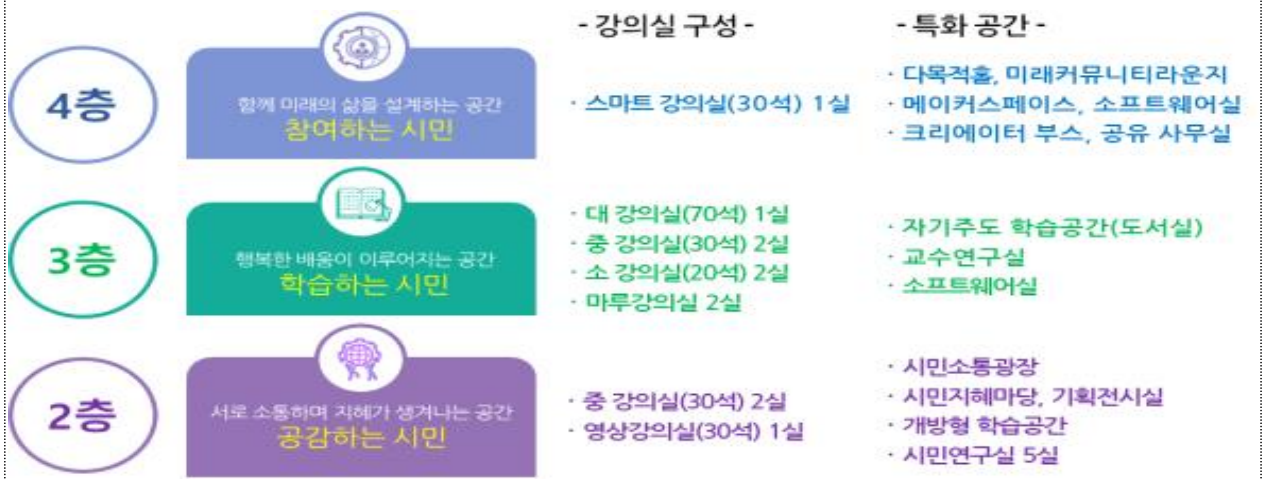 - 강의실 구성 -
- 특화 공간 -
4층
함께 미래의 삶을 설계하는 공간
참여하는 시민
· 스마트 강의실(30석) 1실
· 다목적홀, 미래커뮤니티라운지
· 메이커스페이스, 소프트웨어실
· 크리에이터 부스, 공유 사무실
3층
행복한 배움이 이루어지는 공간
학습하는 시민
· 대 강의실(70석) 1실
· 중 강의실(30석) 2실
· 소 강의실(20석) 2실
· 마루강의실 2실
· 자기주도 학습공간(도서실)
· 교수연구실
· 소프트웨어실
2층
서로 소통하며 지혜가 생겨나는 공간
공감하는 시민
· 중 강의실(30석) 2실
· 영상강의실(30석) 1실
· 시민소통광장
· 시민지혜마당, 기획전시실
· 개방형 학습공간
· 시민연구실 5실